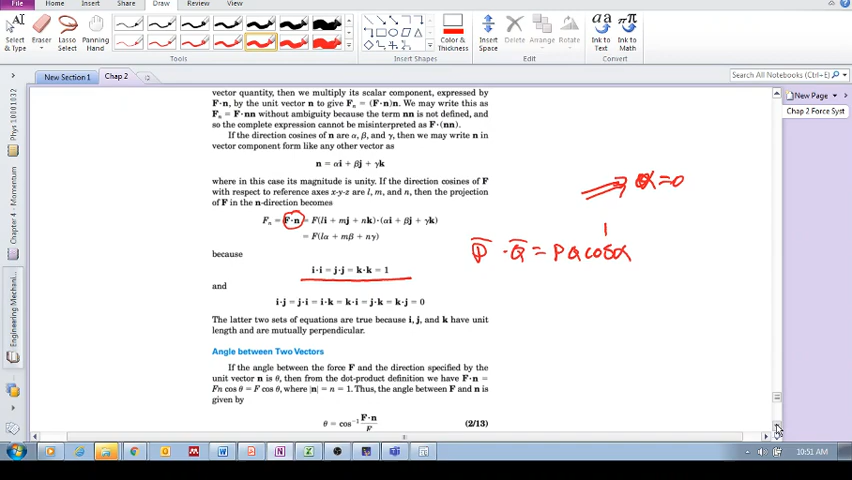 File Home Insert Draw View
Select & Type
Eraser
Lasso Select
Panning Hand
Color & Thickness
Insert Space
Delete
Arrange
Rotate
Ink to Text
Ink to Math
Tools
Insert Shapes
Edit
Convert
New Section 1
Chap 2
Search All Notebooks (Ctrl+E)
New Page
Chap 2 Force Syst
Phys 10101032
Chapter 4 - Momentum
Engineering Mechani
vector quantity, then we multiply its scalar component, expressed by
F·n, by the unit vector n to give Fₙ = (F·n)n. We may write this as
Fₙ = F·nn without ambiguity because the term nn is not defined, and
so the complete expression cannot be misinterpreted as F·(nn).
If the direction cosines of n are α, β, and γ, then we may write n in
vector component form like any other vector as
n = αi + βj + γk
where in this case its magnitude is unity. If the direction cosines of F
with respect to reference axes x-y-z are l, m, and n, then the projection
of F in the n-direction becomes
Fₙ = F·n = F(li + mj + nk)·(αi + βj + γk)
= F(lα + mβ + nγ)
because
i·i = j·j = k·k = 1
and
i·j = j·i = i·k = k·i = j·k = k·j = 0
The latter two sets of equations are true because i, j, and k have unit
length and are mutually perpendicular.
Angle between Two Vectors
If the angle between the force F and the direction specified by the
unit vector n is θ, then from the dot-product definition we have F·n =
Fn cos θ = F cos θ, where |n| = n = 1. Thus, the angle between F and n is
given by
θ = cos⁻¹ F·n/F (2/13)
α=0
1
P̄ · Q̄ = PQ cosα
10:51 AM